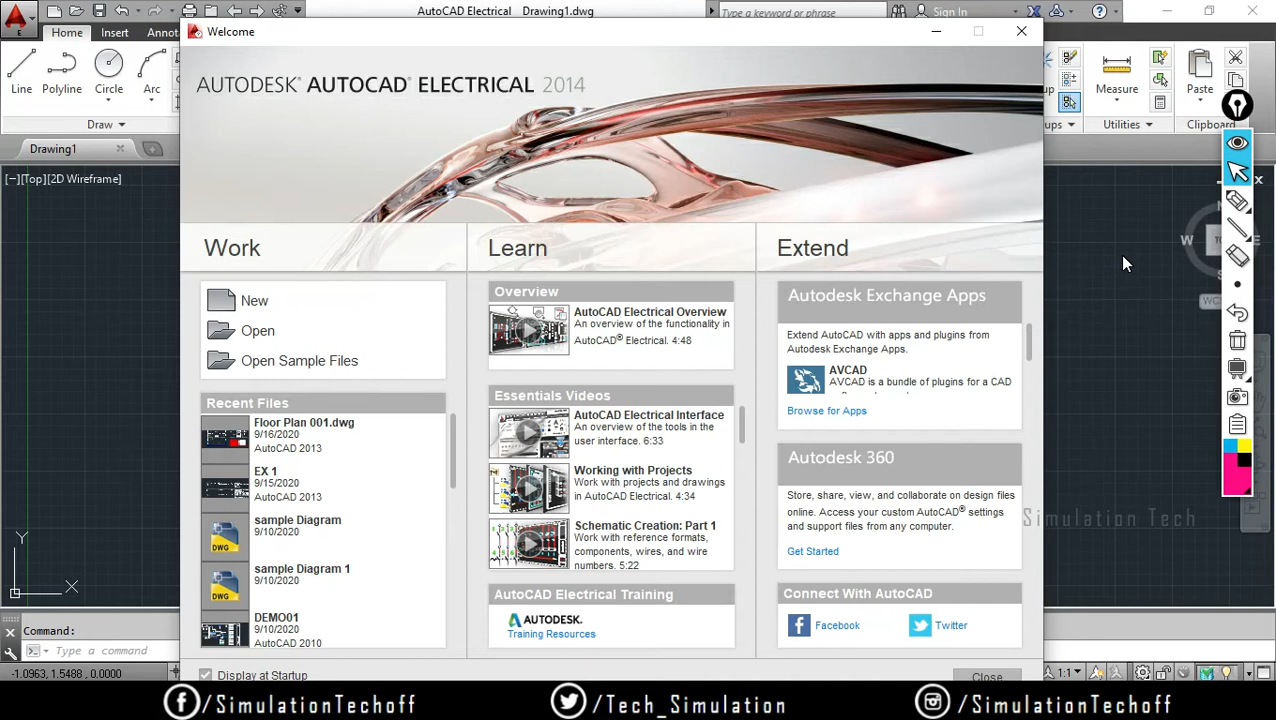 AutoCAD Electrical Drawing1.dwg
Type a keyword or phrase
Sign In
Welcome
Home Insert Annot
Line Polyline Circle Arc
Measure Paste
Draw
Utilities Clipboard
Drawing1
[−][Top][2D Wireframe]
AUTODESK® AUTOCAD® ELECTRICAL 2014
W
Work
New
Open
Open Sample Files
Recent Files
Floor Plan 001.dwg
9/16/2020
AutoCAD 2013
EX 1
9/15/2020
AutoCAD 2013
sample Diagram
9/10/2020
sample Diagram 1
9/10/2020
DEMO01
9/10/2020
AutoCAD 2010
Display at Startup
Learn
Overview
AutoCAD Electrical Overview
An overview of the functionality in
AutoCAD® Electrical. 4:48
Essentials Videos
AutoCAD Electrical Interface
An overview of the tools in the
user interface. 6:33
Working with Projects
Work with projects and drawings
in AutoCAD Electrical. 4:34
Schematic Creation: Part 1
Work with reference formats,
components, wires, and wire
numbers. 5:22
AutoCAD Electrical Training
AUTODESK.
Training Resources
Extend
Autodesk Exchange Apps
Extend AutoCAD with apps and plugins from
Autodesk Exchange Apps.
AVCAD
AVCAD is a bundle of plugins for a CAD
Browse for Apps
Autodesk 360
Store, share, view, and collaborate on design files
online. Access your custom AutoCAD® settings
and support files from any computer.
Get Started
Connect With AutoCAD
Facebook Twitter
Close
Simulation Tech
Y
X
Command:
Type a command
-1.0963, 1.5488, 0.0000
1:1
/SimulationTechoff /Tech_Simulation /SimulationTechoff